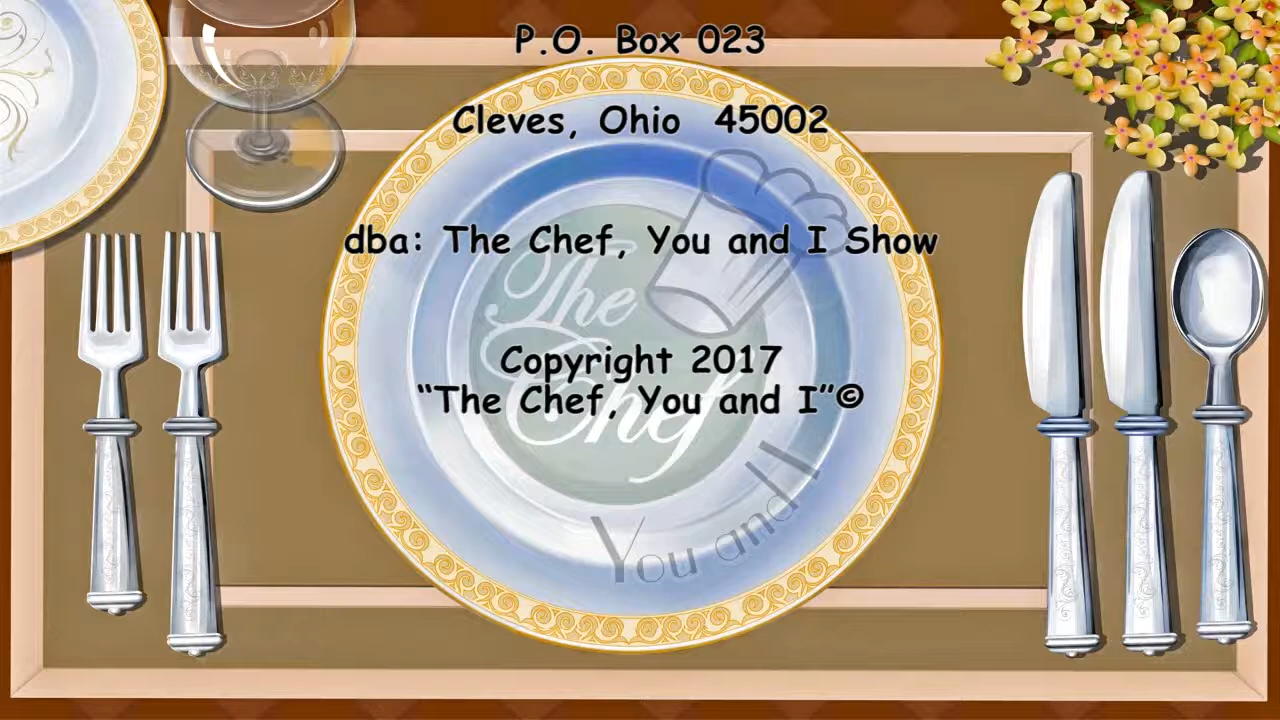 P.O. Box 023
Cleves, Ohio 45002
dba: The Chef, You and I Show
The
Chef
Copyright 2017
“The Chef, You and I”©
You and I